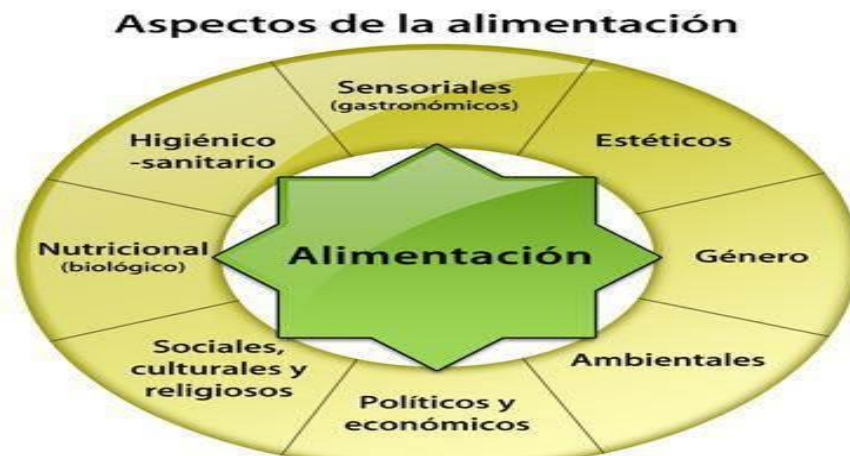 Aspectos de la alimentación
Sensoriales
(gastronómicos)
Estéticos
Género
Ambientales
Políticos y
económicos
Sociales,
culturales y
religiosos
Nutricional
(biológico)
Higiénico
-sanitario
Alimentación